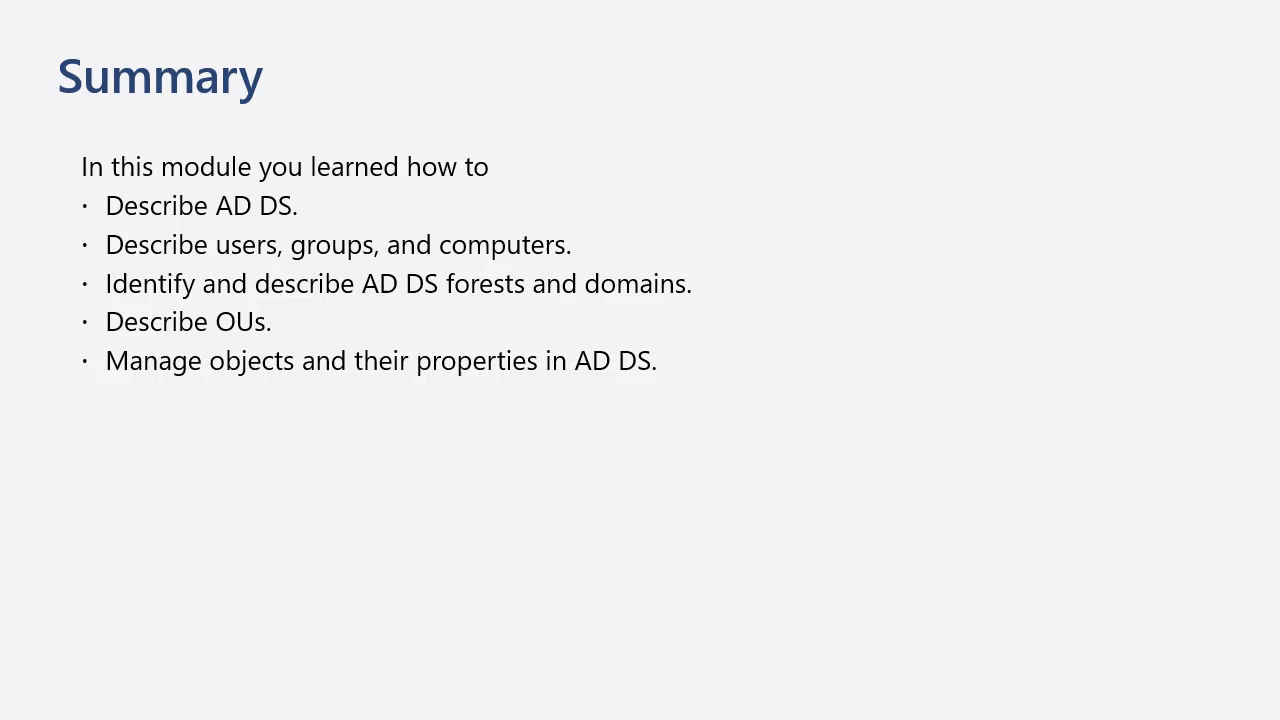 Summary
In this module you learned how to
· Describe AD DS.
· Describe users, groups, and computers.
· Identify and describe AD DS forests and domains.
· Describe OUs.
· Manage objects and their properties in AD DS.